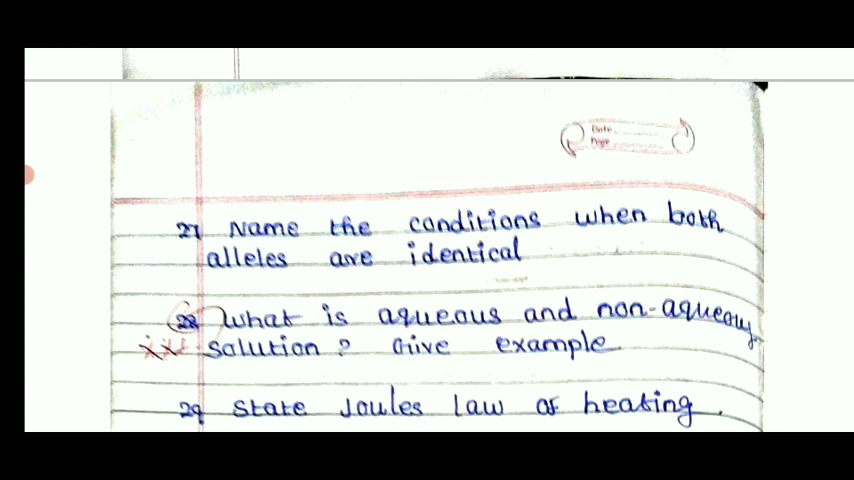 Date
Page
27 Name the conditions when both
alleles are identical
28 What is aqueous and non-aqueous
xx solution? Give example
29 State Joules law of heating.